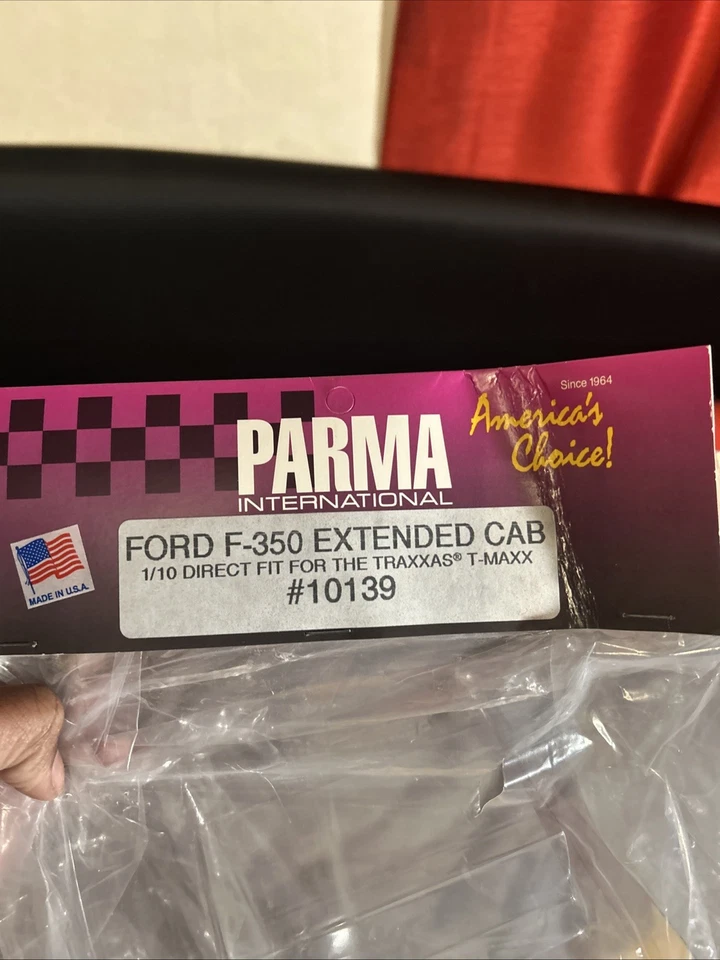 Since 1964
America's
Choice!
PARMA
INTERNATIONAL
FORD F-350 EXTENDED CAB
1/10 DIRECT FIT FOR THE TRAXXAS® T-MAXX
#10139
MADE IN U.S.A.